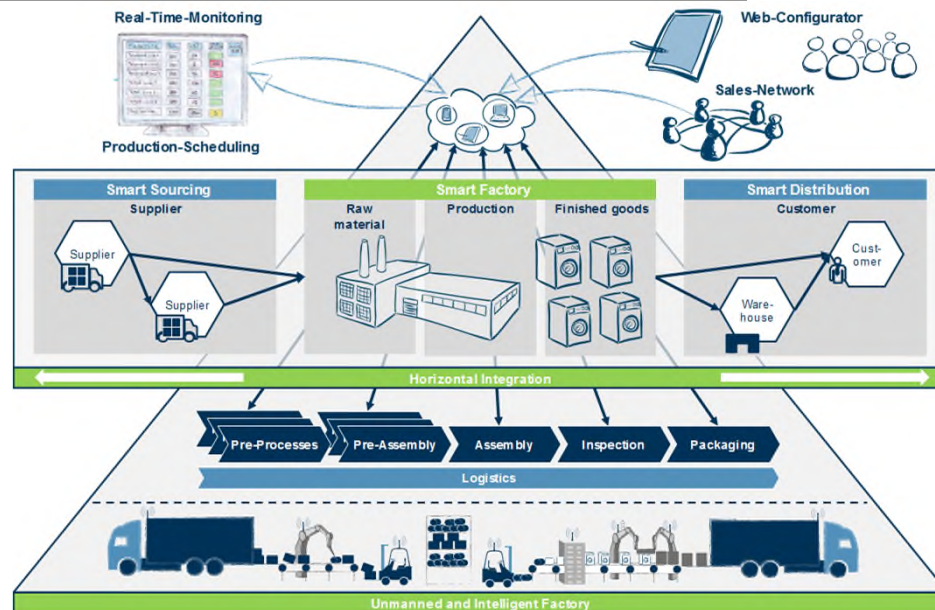 Real-Time-Monitoring
Web-Configurator
Sales-Network
Production-Scheduling
Smart Sourcing
Smart Factory
Smart Distribution
Supplier
Raw
material
Production
Finished goods
Customer
Supplier
Supplier
Cust-
omer
Ware-
house
Horizontal Integration
Pre-Processes
Pre-Assembly
Assembly
Inspection
Packaging
Logistics
Unmanned and Intelligent Factory